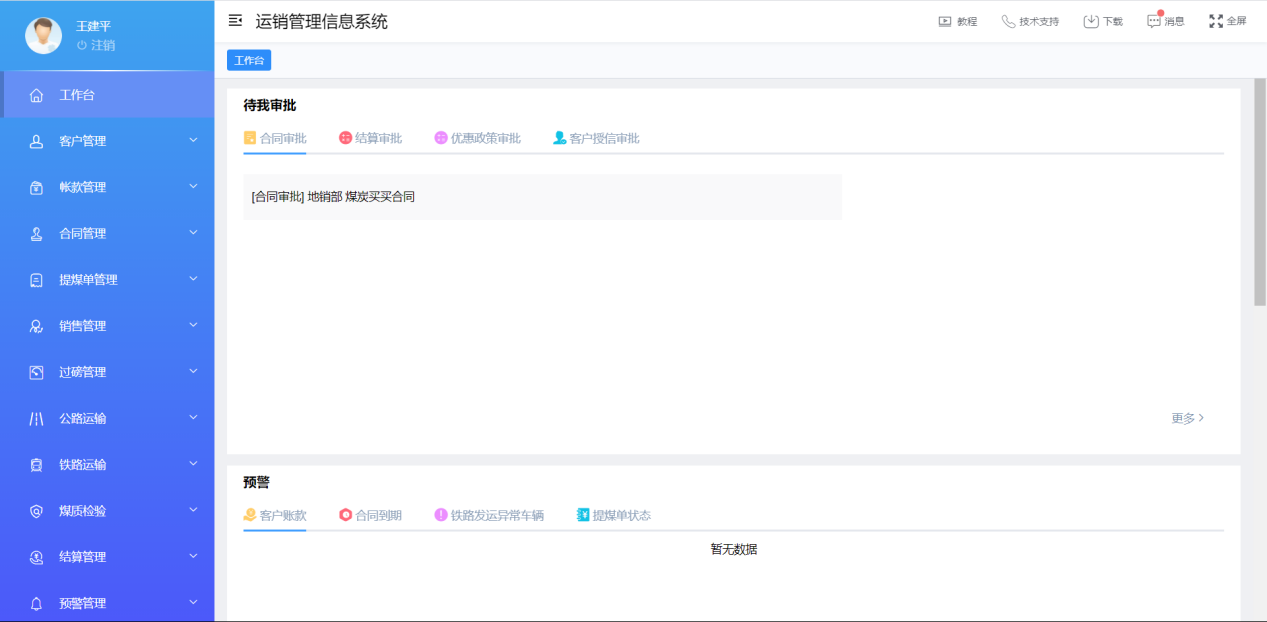 王建平
注销
工作台
客户管理
帐款管理
合同管理
提煤单管理
销售管理
过磅管理
公路运输
铁路运输
煤质检验
结算管理
预警管理
运销管理信息系统
教程 技术支持 下载 消息 全屏
工作台
待我审批
合同审批 结算审批 优惠政策审批 客户授信审批
[合同审批] 地销部 煤炭买买合同
更多
预警
客户账款 合同到期 铁路发运异常车辆 提煤单状态
暂无数据